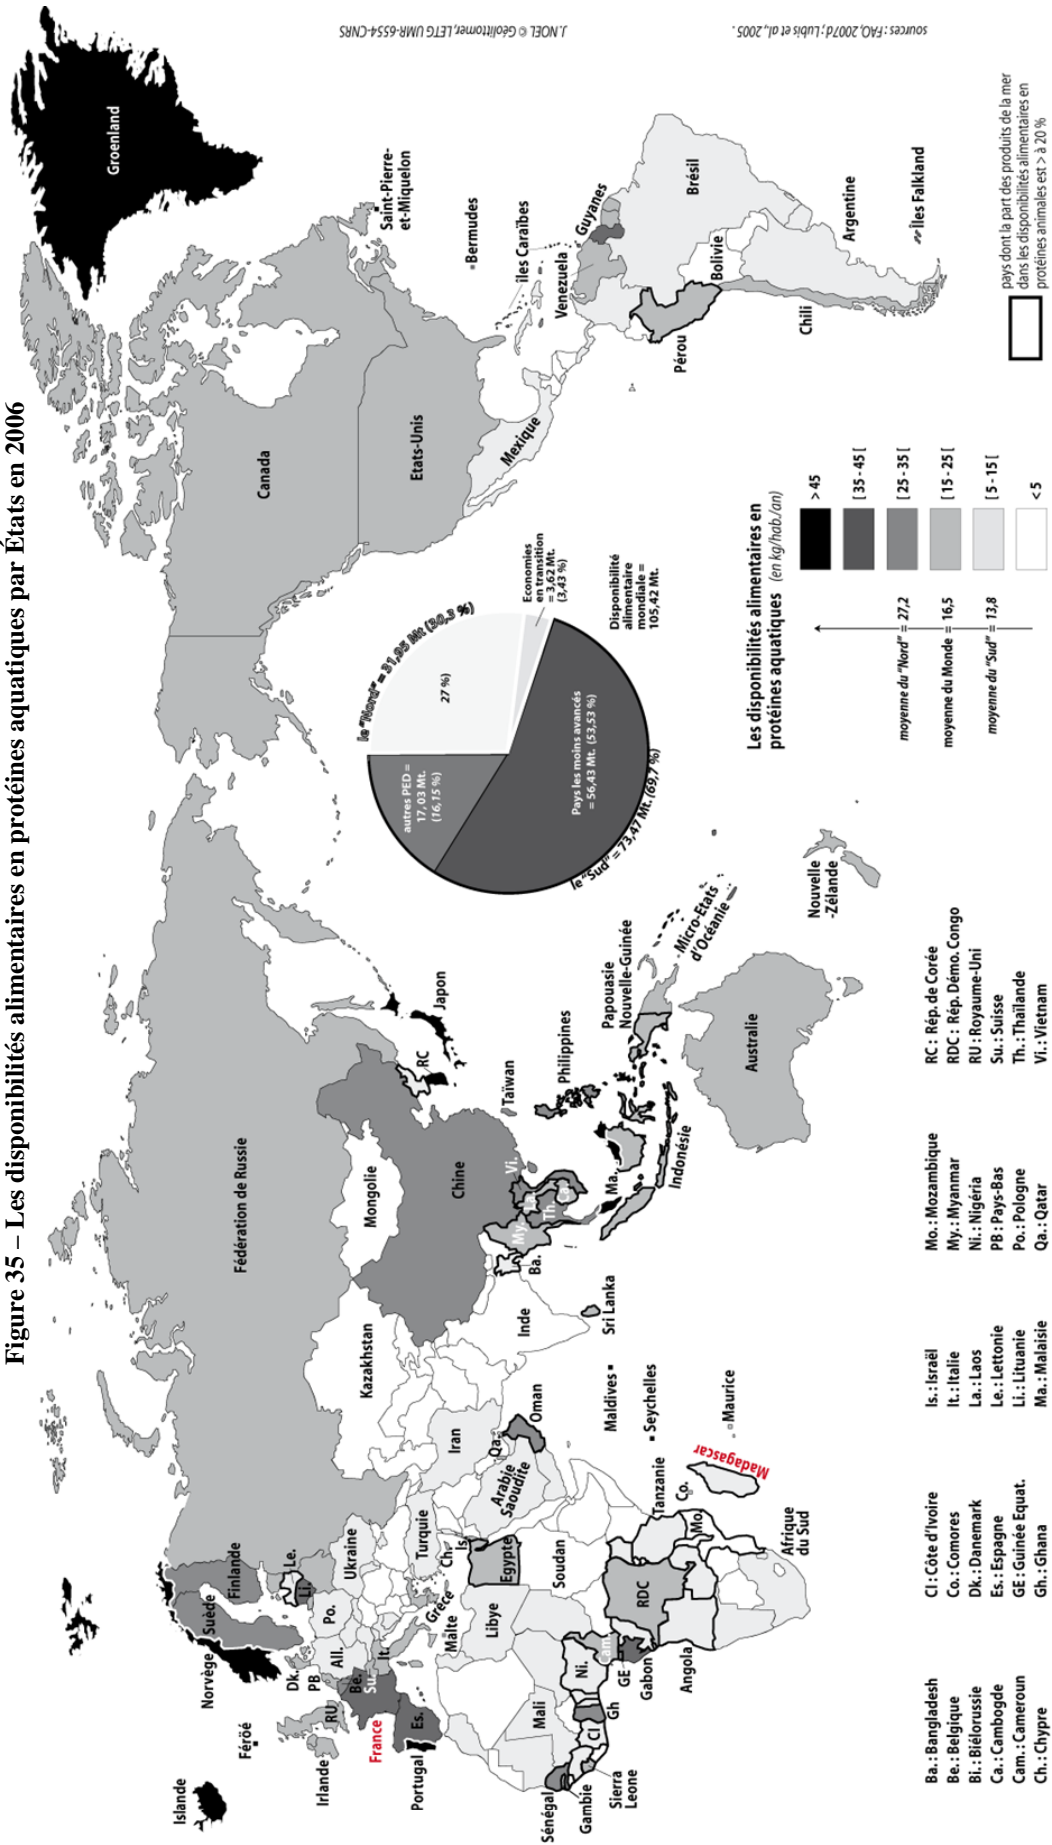 Figure 35 – Les disponibilités alimentaires en protéines aquatiques par États en 2006
Groenland
Saint-Pierre-
et-Miquelon
Canada
Etats-Unis
Bermudes
îles Caraïbes
Mexique
Guyanes
Venezuela
Brésil
Bolivie
Pérou
Chili
Argentine
Îles Falkland
Islande
Féroé
Norvège
Suède
Finlande
Le.
Li.
Dk.
PB
RU
Irlande
Be.
All.
Po.
Ukraine
Su.
It.
France
Es.
Portugal
Grèce
Malte
Turquie
Ch.
Is.
Fédération de Russie
Kazakhstan
Mongolie
Chine
RC
Japon
Taïwan
Iran
Qa.
Oman
Arabie
Saoudite
Egypte
Libye
Soudan
Mali
Ni.
Cam.
Sénégal
Gambie
Sierra
Leone
CI
Gh
GE
Gabon
RDC
Angola
Tanzanie
Co.
Mo.
Madagascar
Afrique
du Sud
Maurice
Seychelles
Maldives
Inde
Sri Lanka
Ba.
My.
La.
Th.
Ca.
Vi.
Ma.
Philippines
Indonésie
Papouasie
Nouvelle-Guinée
Micro-Etats
d'Océanie
Australie
Nouvelle
-Zélande
le "Nord" = 31,95 Mt (30,3 %)
27 %)
Economies
en transition
= 3,62 Mt.
(3,43 %)
autres PED =
17, 03 Mt.
(16,15 %)
Pays les moins avancés
= 56,43 Mt. (53,53 %)
le "Sud" = 73,47 Mt. (69,7 %)
Disponibilité
alimentaire
mondiale =
105,42 Mt.
Les disponibilités alimentaires en
protéines aquatiques (en kg/hab./an)
> 45
[ 35 - 45 [
[ 25 - 35 [
[ 15 - 25 [
[ 5 - 15 [
< 5
moyenne du "Nord" = 27,2
moyenne du Monde = 16,5
moyenne du "Sud" = 13,8
pays dont la part des produits de la mer
dans les disponibilités alimentaires en
protéines animales est > à 20 %
Ba. : Bangladesh
Be. : Belgique
Bi. : Biélorussie
Ca. : Cambogde
Cam. : Cameroun
Ch. : Chypre
CI : Côte d'Ivoire
Co. : Comores
Dk. : Danemark
Es. : Espagne
GE : Guinée Equat.
Gh. : Ghana
Is. : Israël
It. : Italie
La. : Laos
Le. : Lettonie
Li. : Lituanie
Ma. : Malaisie
Mo. : Mozambique
My. : Myanmar
Ni. : Nigéria
PB : Pays-Bas
Po. : Pologne
Qa. : Qatar
RC : Rép. de Corée
RDC : Rép. Démo. Congo
RU : Royaume-Uni
Su. : Suisse
Th. : Thaïlande
Vi. : Vietnam
J. NOEL © Géolittomer, LETG UMR-6554-CNRS
sources : FAO, 2007d ; Lubis et al., 2005 .